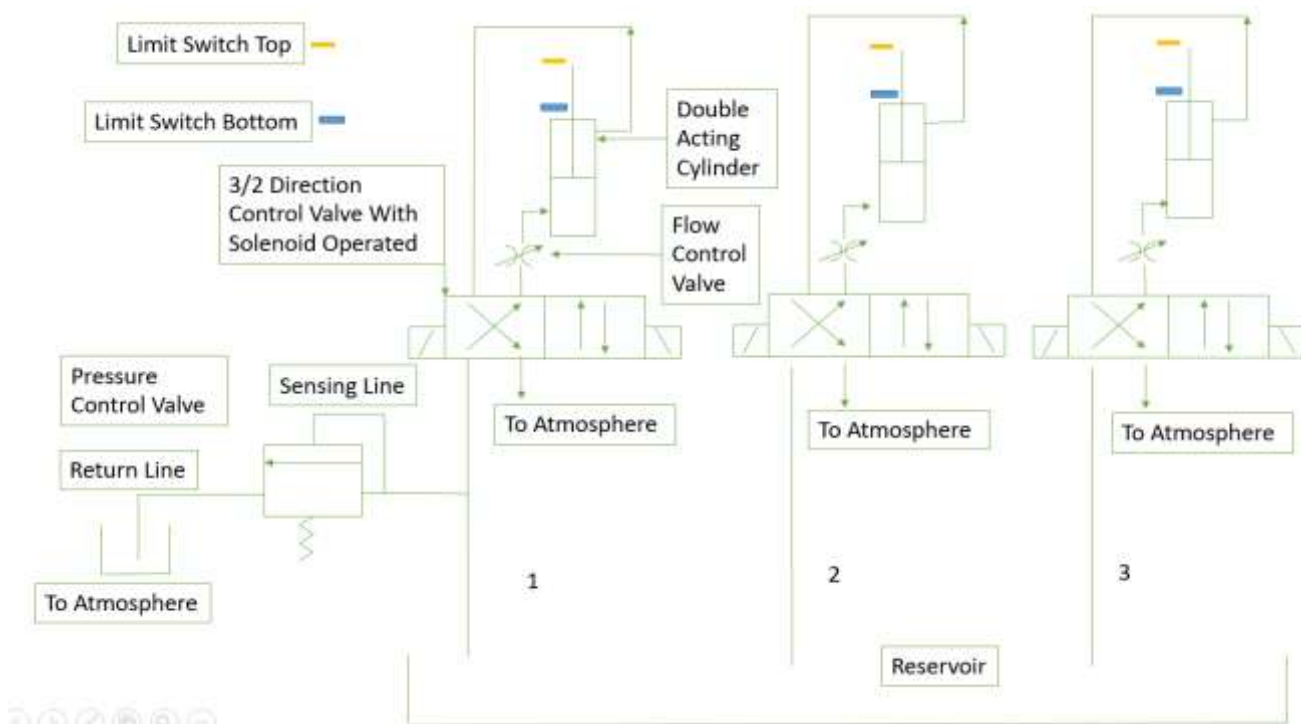 Limit Switch Top
Limit Switch Bottom
3/2 Direction
Control Valve With
Solenoid Operated
Double
Acting
Cylinder
Flow
Control
Valve
Pressure
Control Valve
Sensing Line
Return Line
To Atmosphere
To Atmosphere
To Atmosphere
To Atmosphere
1
2
3
Reservoir